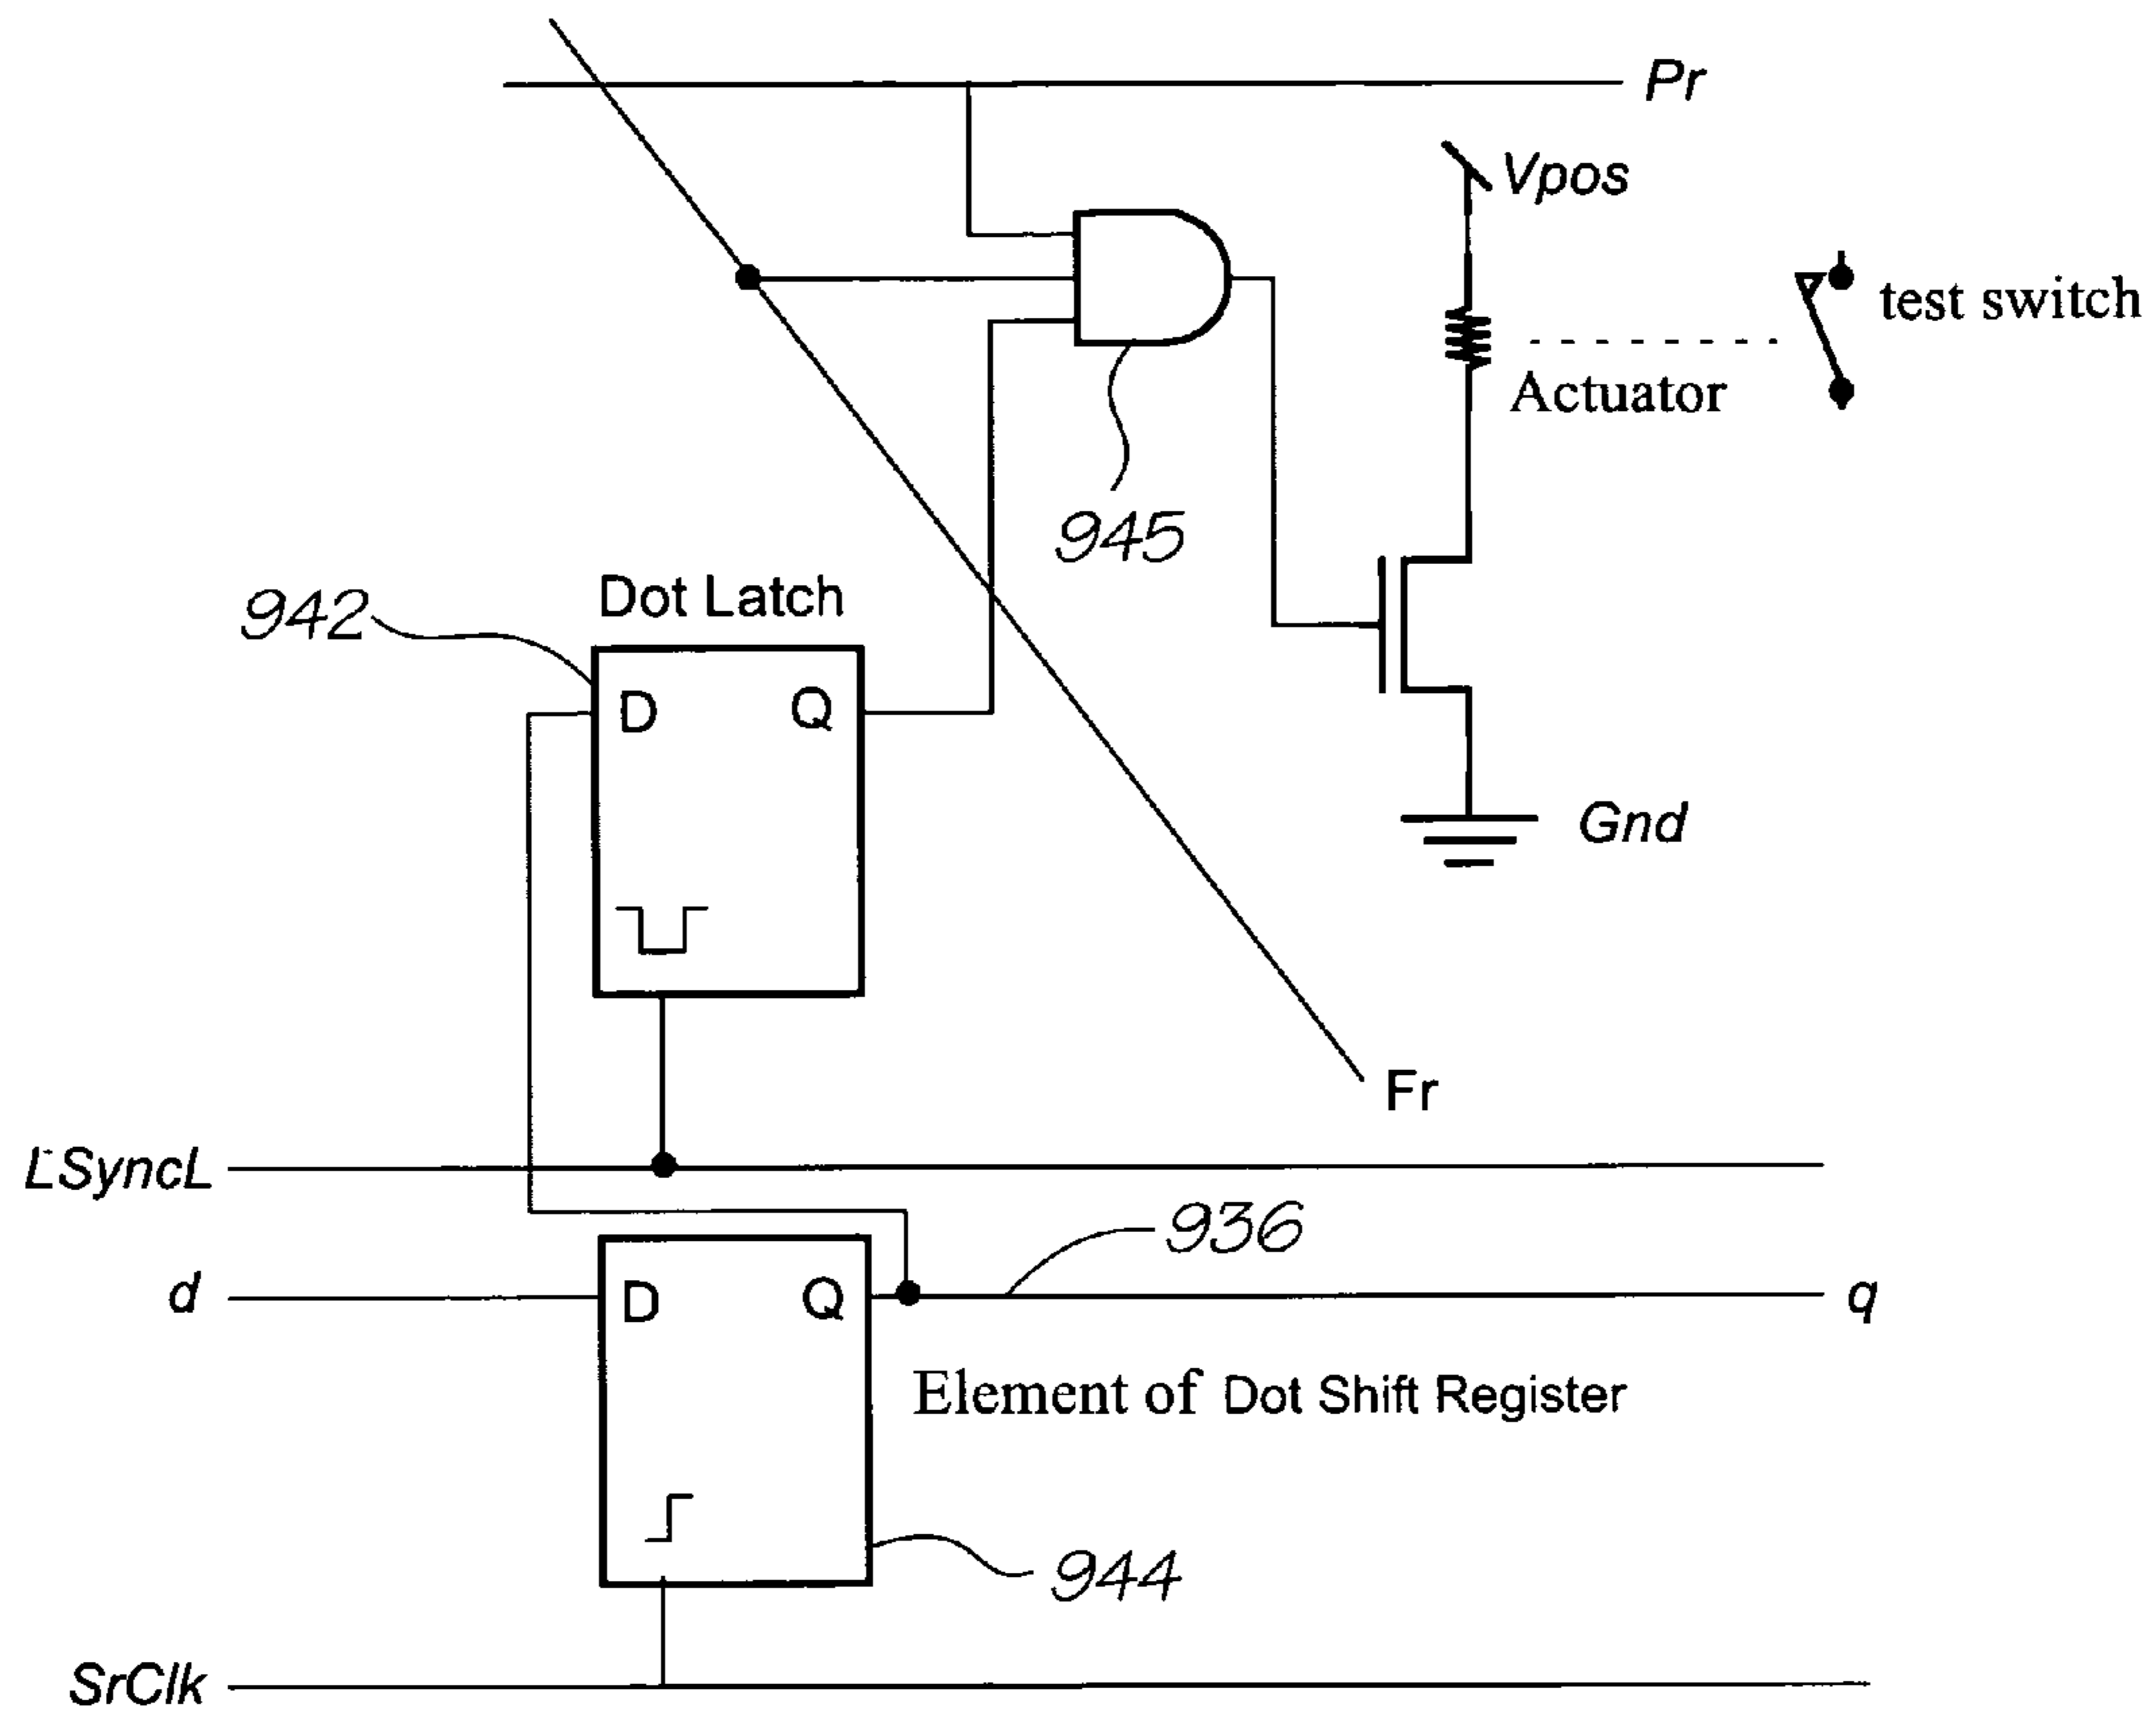 Pr
Vpos
test switch
Actuator
945
Dot Latch
942
D Q
Gnd
Fr
LSyncL
936
d
D Q
q
Element of Dot Shift Register
944
SrClk